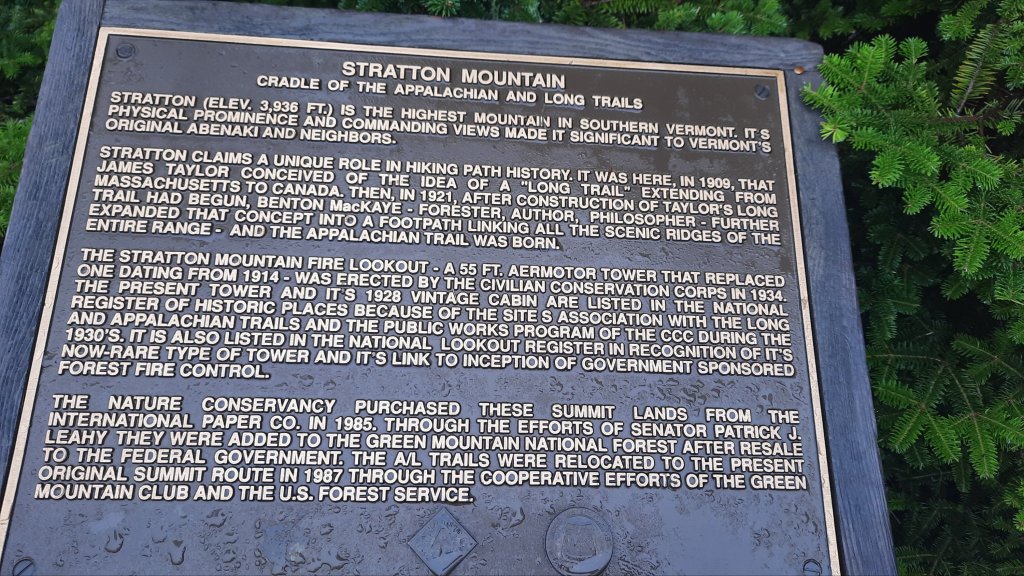 STRATTON MOUNTAIN
CRADLE OF THE APPALACHIAN AND LONG TRAILS
STRATTON (ELEV. 3,936 FT.) IS THE HIGHEST MOUNTAIN IN SOUTHERN VERMONT. IT'S
PHYSICAL PROMINENCE AND COMMANDING VIEWS MADE IT SIGNIFICANT TO VERMONT'S
ORIGINAL ABENAKI AND NEIGHBORS.
STRATTON CLAIMS A UNIQUE ROLE IN HIKING PATH HISTORY. IT WAS HERE, IN 1909, THAT
JAMES TAYLOR CONCEIVED OF THE IDEA OF A "LONG TRAIL" EXTENDING FROM
MASSACHUSETTS TO CANADA. THEN, IN 1921, AFTER CONSTRUCTION OF TAYLOR'S LONG
TRAIL HAD BEGUN, BENTON MacKAYE - FORESTER, AUTHOR, PHILOSOPHER - FURTHER
EXPANDED THAT CONCEPT INTO A FOOTPATH LINKING ALL THE SCENIC RIDGES OF THE
ENTIRE RANGE - AND THE APPALACHIAN TRAIL WAS BORN.
THE STRATTON MOUNTAIN FIRE LOOKOUT - A 55 FT. AERMOTOR TOWER THAT REPLACED
ONE DATING FROM 1914 - WAS ERECTED BY THE CIVILIAN CONSERVATION CORPS IN 1934.
THE PRESENT TOWER AND IT'S 1928 VINTAGE CABIN ARE LISTED IN THE NATIONAL
REGISTER OF HISTORIC PLACES BECAUSE OF THE SITE'S ASSOCIATION WITH THE LONG
AND APPALACHIAN TRAILS AND THE PUBLIC WORKS PROGRAM OF THE CCC DURING THE
1930'S. IT IS ALSO LISTED IN THE NATIONAL LOOKOUT REGISTER IN RECOGNITION OF IT'S
NOW-RARE TYPE OF TOWER AND IT'S LINK TO INCEPTION OF GOVERNMENT SPONSORED
FOREST FIRE CONTROL.
THE NATURE CONSERVANCY PURCHASED THESE SUMMIT LANDS FROM THE
INTERNATIONAL PAPER CO. IN 1985. THROUGH THE EFFORTS OF SENATOR PATRICK J.
LEAHY THEY WERE ADDED TO THE GREEN MOUNTAIN NATIONAL FOREST AFTER RESALE
TO THE FEDERAL GOVERNMENT. THE A/L TRAILS WERE RELOCATED TO THE PRESENT
ORIGINAL SUMMIT ROUTE IN 1987 THROUGH THE COOPERATIVE EFFORTS OF THE GREEN
MOUNTAIN CLUB AND THE U.S. FOREST SERVICE.